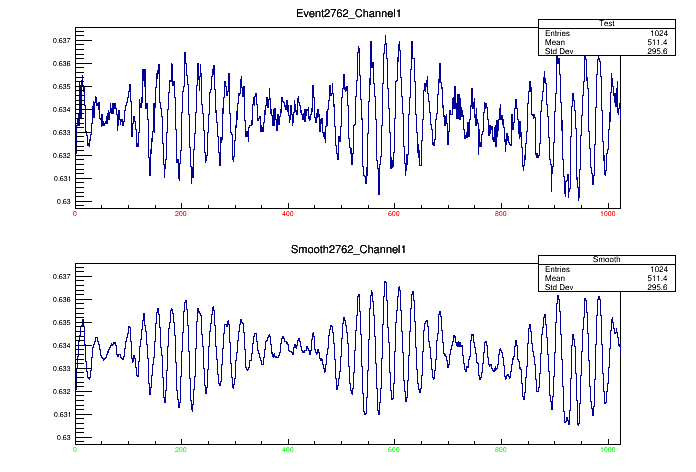 Event2762_Channel1
Test
Entries 1024
Mean 511.4
Std Dev 295.6
0.637
0.636
0.635
0.634
0.633
0.632
0.631
0.63
0 200 400 600 800 1000
Smooth2762_Channel1
Smooth
Entries 1024
Mean 511.4
Std Dev 295.6
0.637
0.636
0.635
0.634
0.633
0.632
0.631
0.63
0 200 400 600 800 1000